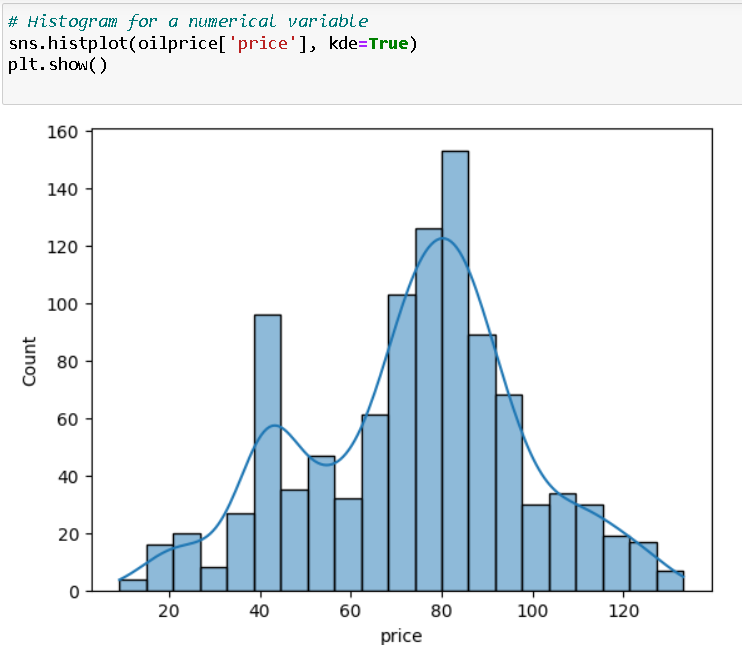 # Histogram for a numerical variable
sns.histplot(oilprice['price'], kde=True)
plt.show()
160
140
120
100
80
60
40
20
0
Count
20 40 60 80 100 120
price